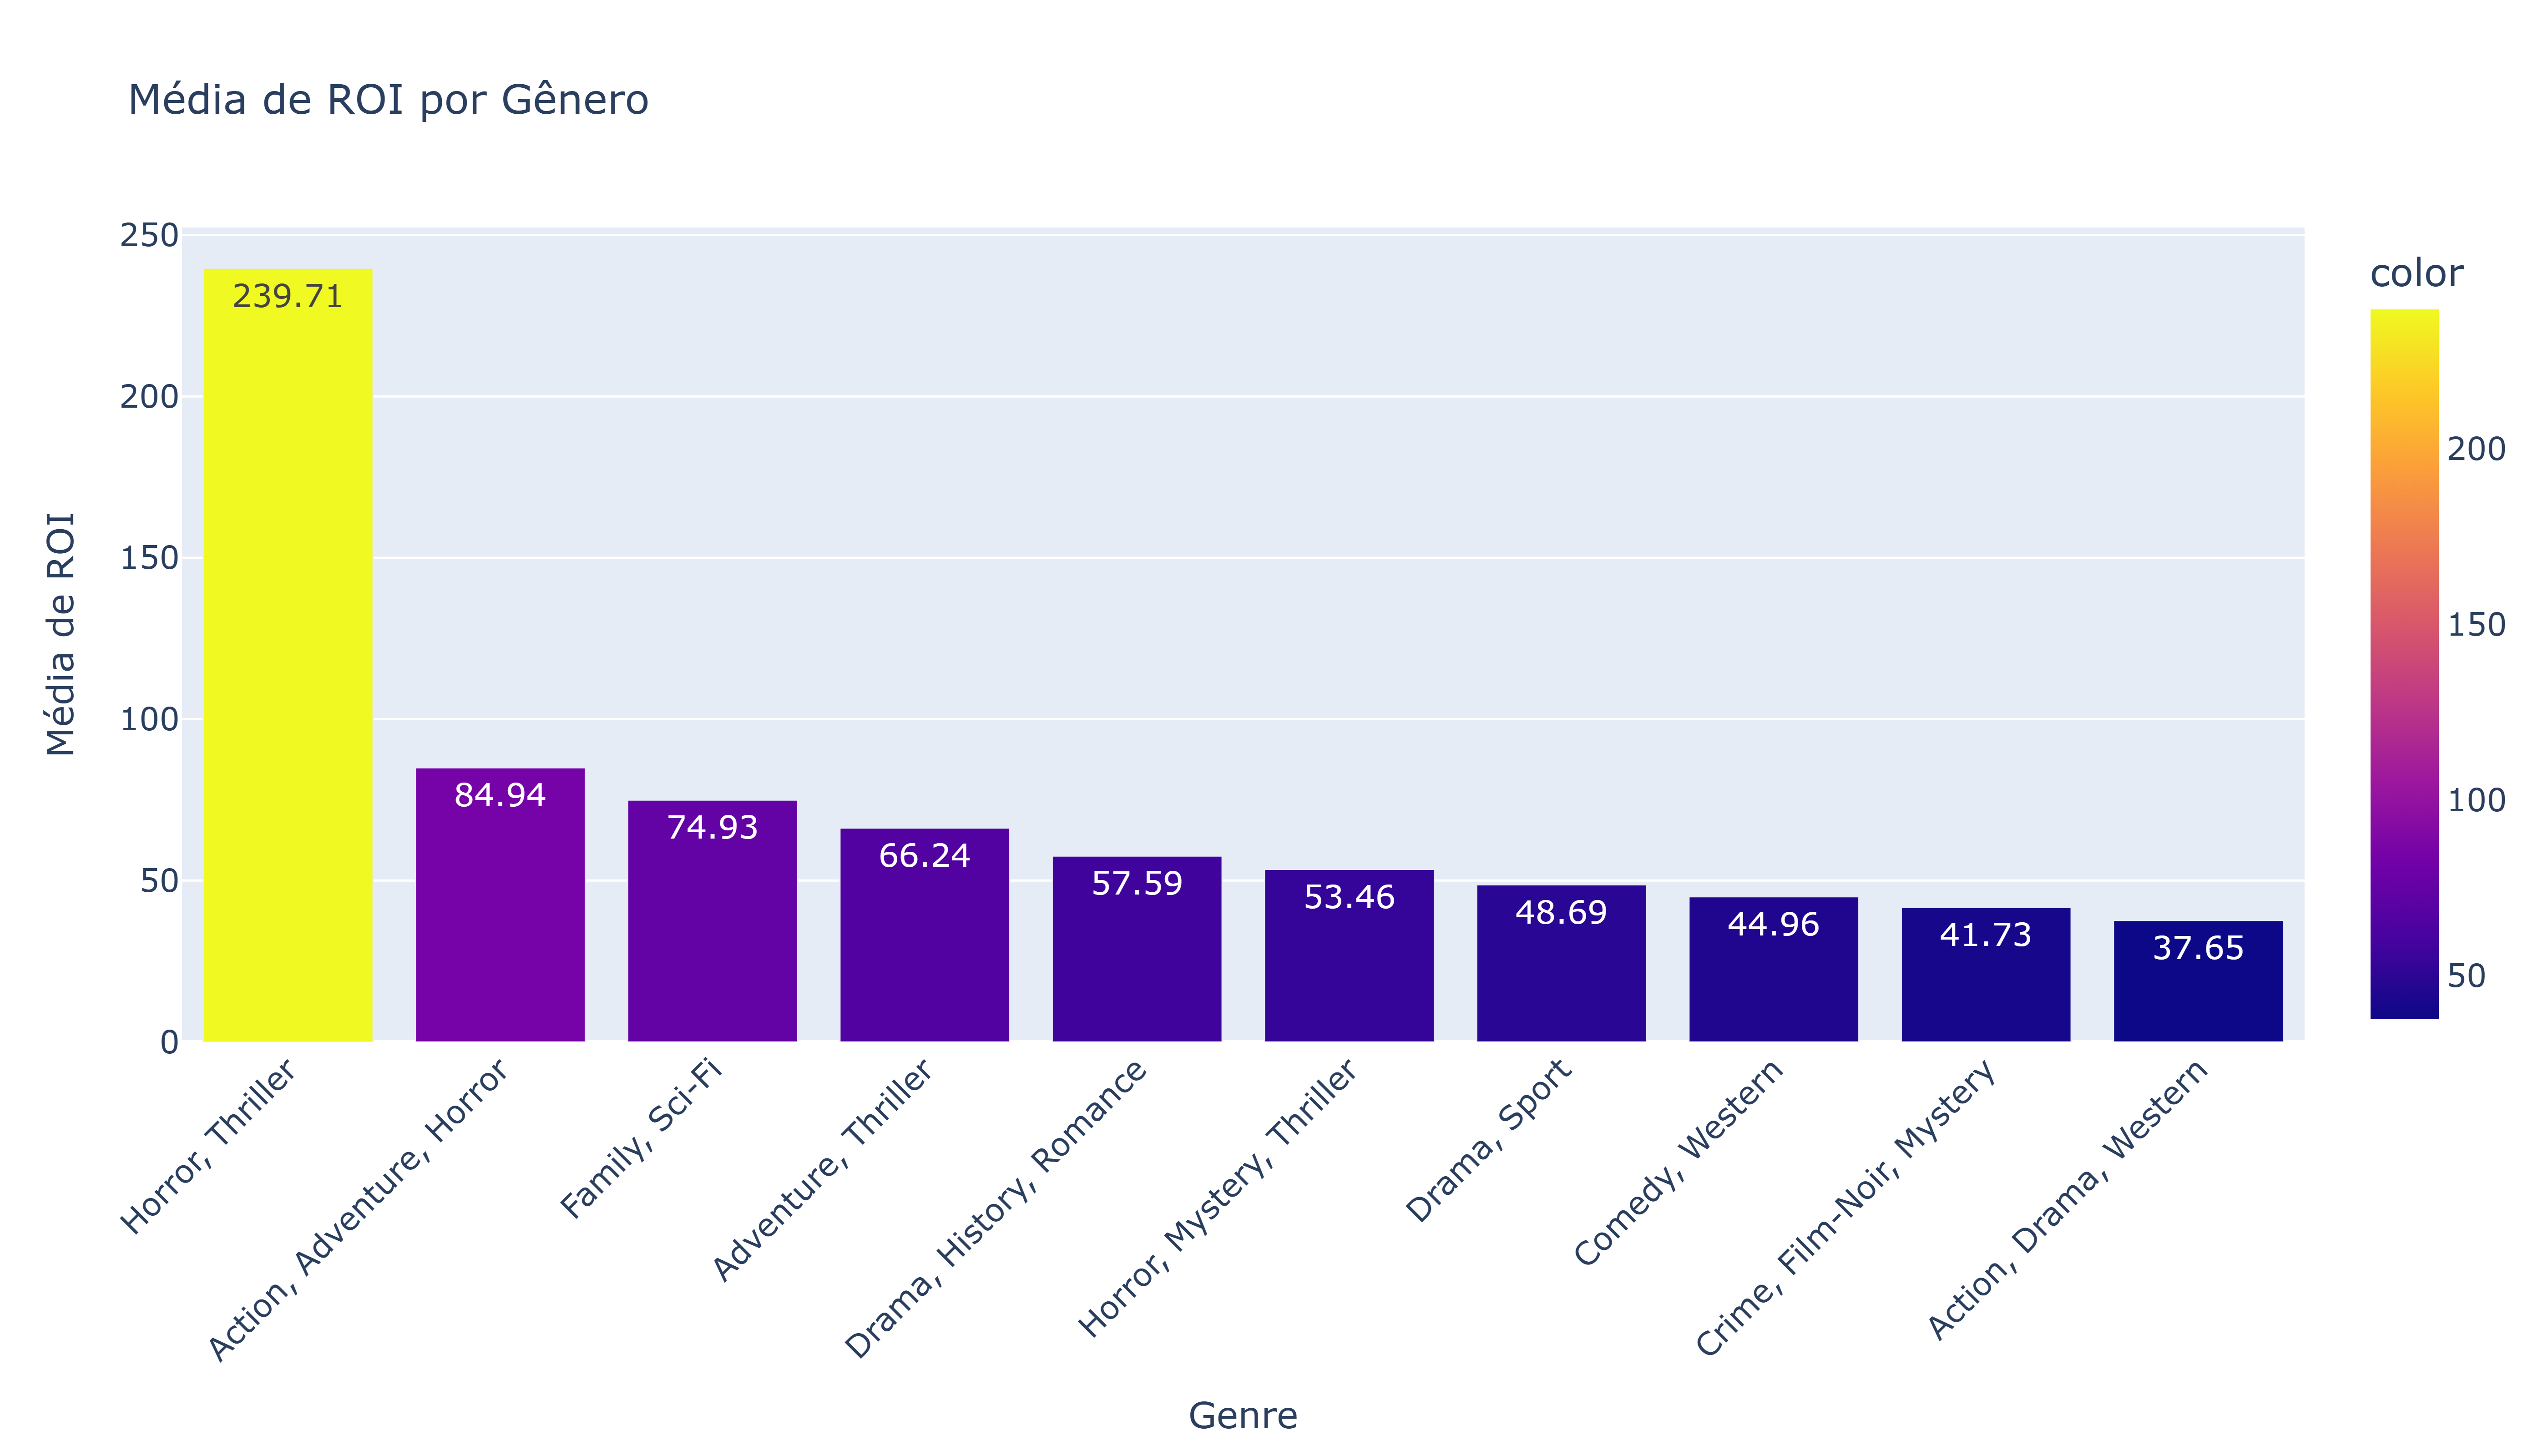 Média de ROI por Gênero
Média de ROI
250
200
150
100
50
0
239.71
84.94
74.93
66.24
57.59
53.46
48.69
44.96
41.73
37.65
Horror, Thriller
Action, Adventure, Horror
Family, Sci-Fi
Adventure, Thriller
Drama, History, Romance
Horror, Mystery, Thriller
Drama, Sport
Comedy, Western
Crime, Film-Noir, Mystery
Action, Drama, Western
Genre
color
200
150
100
50